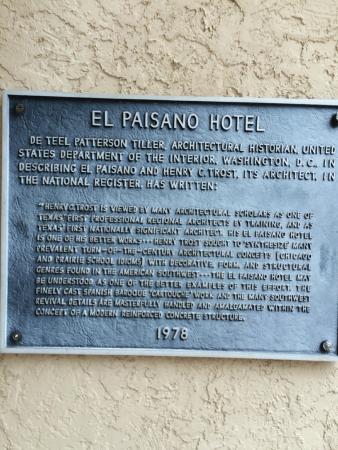 EL PAISANO HOTEL
DE TEEL PATTERSON TILLER, ARCHITECTURAL HISTORIAN, UNITED
STATES DEPARTMENT OF THE INTERIOR, WASHINGTON, D.C., IN
DESCRIBING EL PAISANO AND HENRY C. TROST, ITS ARCHITECT, IN
THE NATIONAL REGISTER, HAS WRITTEN:
"HENRY C. TROST IS VIEWED BY MANY ARCHITECTURAL SCHOLARS AS ONE OF
TEXAS' FIRST PROFESSIONAL REGIONAL ARCHITECTS BY TRAINING, AND AS
TEXAS' FIRST NATIONALLY SIGNIFICANT ARCHITECT. HIS EL PAISANO HOTEL
IS ONE OF HIS BETTER WORKS···HENRY TROST SOUGHT TO 'SYNTHESIZE' MANY
PREVALENT TURN-OF-THE-CENTURY ARCHITECTURAL CONCEPTS [CHICAGO
AND PRAIRIE SCHOOL IDIOMS] WITH DECORATIVE, FORM, AND STRUCTURAL
GENRES FOUND IN THE AMERICAN SOUTHWEST···THE EL PAISANO HOTEL MAY
BE UNDERSTOOD AS ONE OF THE BETTER EXAMPLES OF THIS EFFORT. THE
FINELY CAST SPANISH BAROQUE 'CARTOUCHE' WORK AND THE MANY SOUTHWEST
REVIVAL DETAILS ARE MASTERFULLY HANDLED AND AMALGAMATED WITHIN THE
CONCEPT OF A MODERN REINFORCED CONCRETE STRUCTURE."
1978